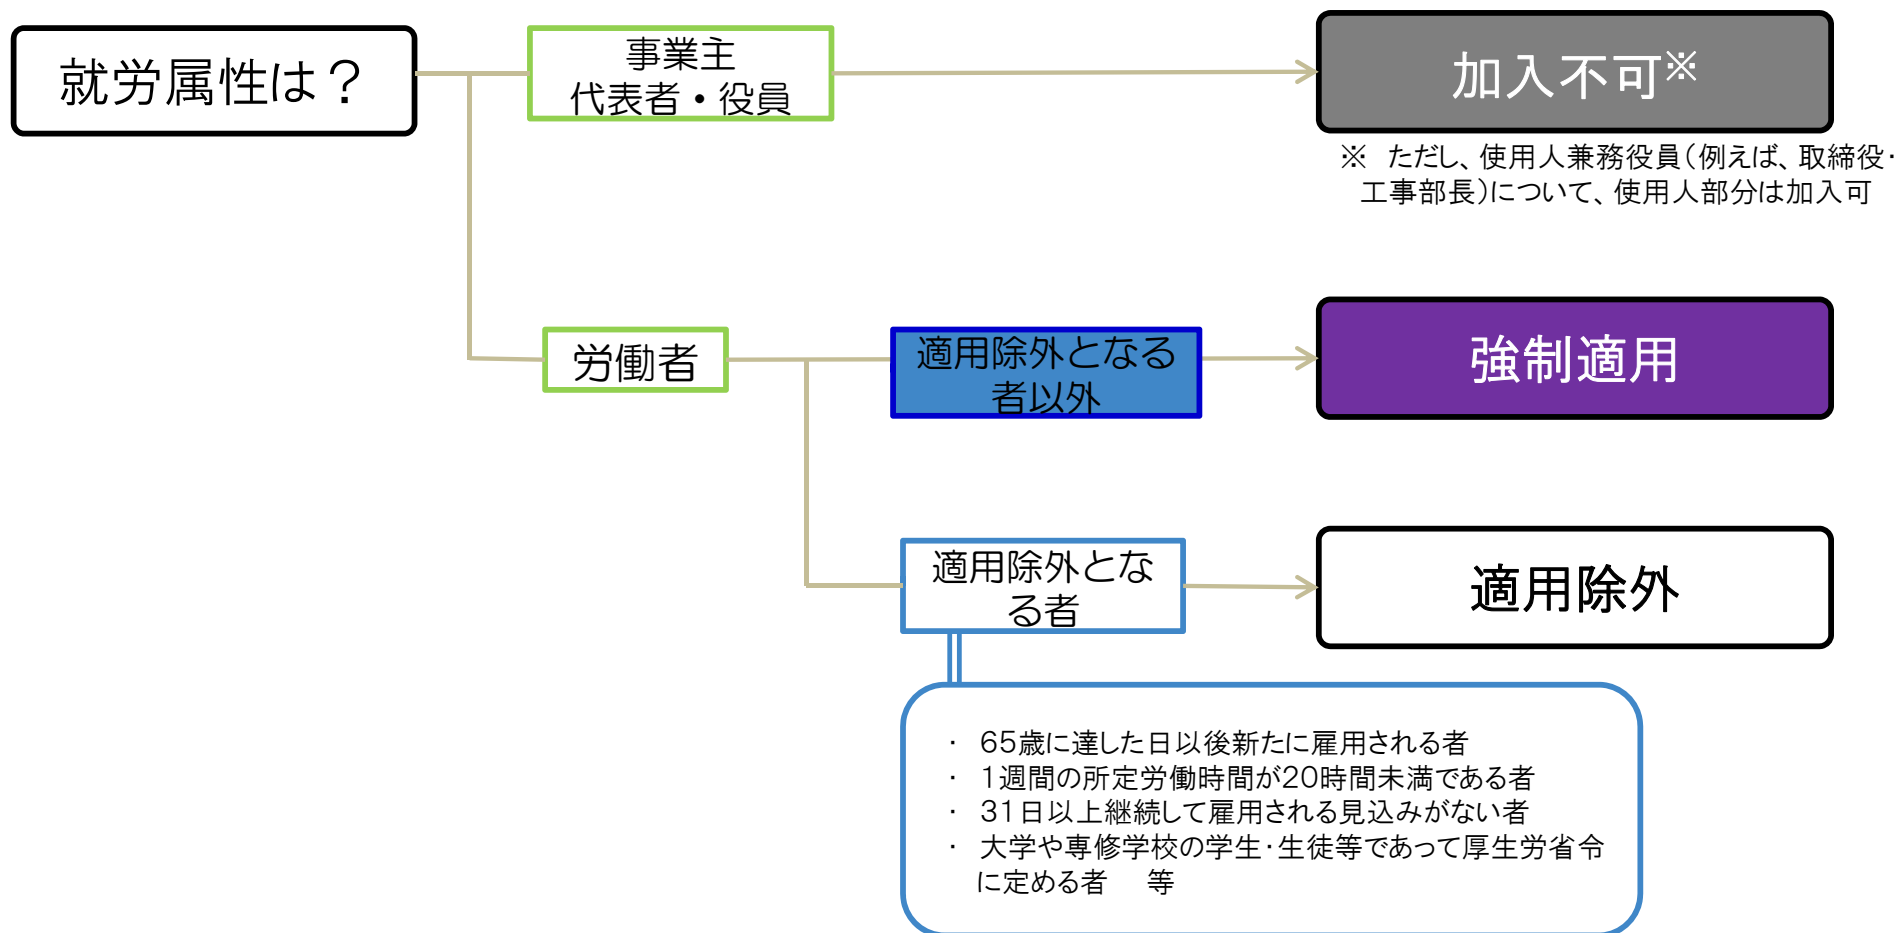 就労属性は？
事業主
代表者・役員
加入不可※
※　ただし、使用人兼務役員（例えば、取締役・
工事部長）について、使用人部分は加入可
労働者
適用除外となる
者以外
強制適用
適用除外とな
る者
適用除外
・ 65歳に達した日以後新たに雇用される者
・ 1週間の所定労働時間が20時間未満である者
・ 31日以上継続して雇用される見込みがない者
・ 大学や専修学校の学生・生徒等であって厚生労省令
に定める者　等